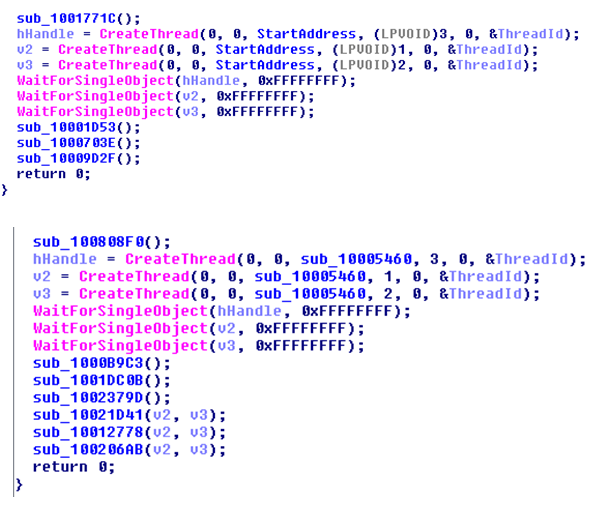 sub_1001771C();
hHandle = CreateThread(0, 0, StartAddress, (LPVOID)3, 0, &ThreadId);
v2 = CreateThread(0, 0, StartAddress, (LPVOID)1, 0, &ThreadId);
v3 = CreateThread(0, 0, StartAddress, (LPVOID)2, 0, &ThreadId);
WaitForSingleObject(hHandle, 0xFFFFFFFF);
WaitForSingleObject(v2, 0xFFFFFFFF);
WaitForSingleObject(v3, 0xFFFFFFFF);
sub_10001D53();
sub_1000703E();
sub_10009D2F();
return 0;
}
sub_100808F0();
hHandle = CreateThread(0, 0, sub_10005460, 3, 0, &ThreadId);
v2 = CreateThread(0, 0, sub_10005460, 1, 0, &ThreadId);
v3 = CreateThread(0, 0, sub_10005460, 2, 0, &ThreadId);
WaitForSingleObject(hHandle, 0xFFFFFFFF);
WaitForSingleObject(v2, 0xFFFFFFFF);
WaitForSingleObject(v3, 0xFFFFFFFF);
sub_1000B9C3();
sub_1001DC0B();
sub_1002379D();
sub_10021D41(v2, v3);
sub_10012778(v2, v3);
sub_100206AB(v2, v3);
return 0;
}